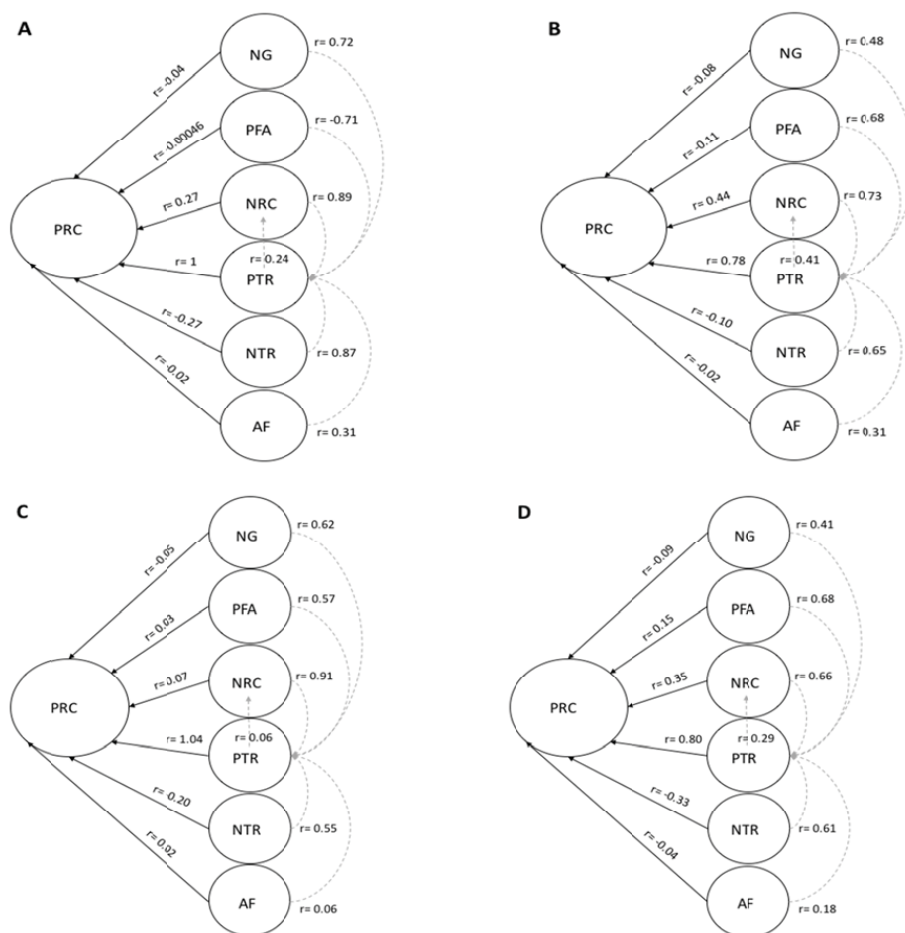 A
NG
r= 0.72
r= -0.04
PFA
r= -0.71
r= -0.00046
NRC
r= 0.89
r= 0.27
PRC
r= 0.24
PTR
r= 1
r= -0.27
NTR
r= 0.87
r= -0.02
AF
r= 0.31
B
NG
r= 0.48
r= -0.08
PFA
r= 0.68
r= -0.11
NRC
r= 0.73
r= 0.44
PRC
r= 0.41
PTR
r= 0.78
r= -0.10
NTR
r= 0.65
r= -0.02
AF
r= 0.31
C
NG
r= 0.62
r= -0.05
PFA
r= 0.57
r= 0.03
NRC
r= 0.91
r= 0.07
PRC
r= 0.06
PTR
r= 1.04
NTR
r= 0.55
AF
r= 0.06
D
NG
r= 0.41
r= -0.09
PFA
r= 0.68
r= 0.15
NRC
r= 0.66
r= 0.35
PRC
r= 0.29
PTR
r= 0.80
r= -0.33
NTR
r= 0.61
r= -0.04
AF
r= 0.18